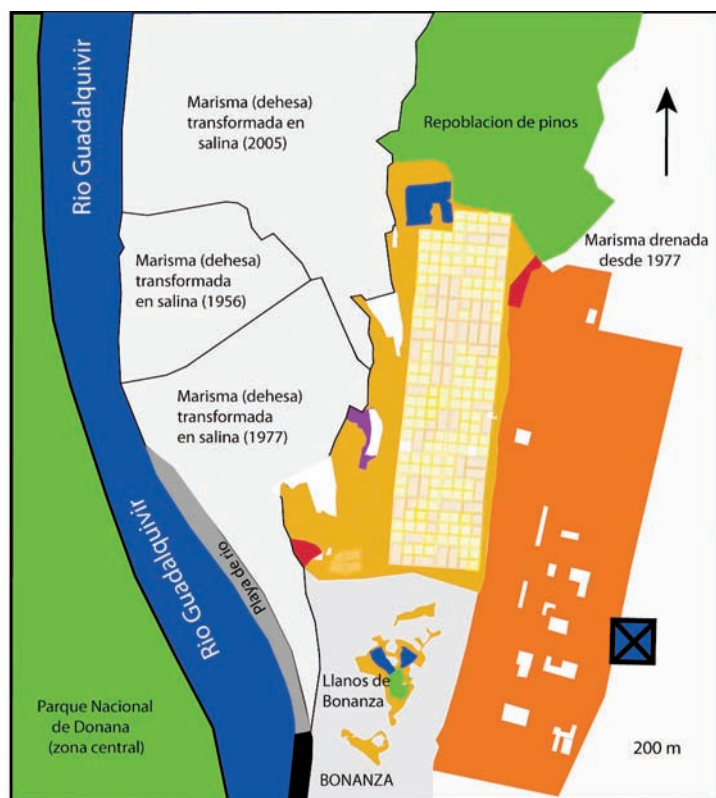 Rio Guadalquivir
Marisma (dehesa)
transformada en
salina (2005)
Repoblacion de pinos
Marisma drenada
desde 1977
Marisma (dehesa)
transformada
en salina (1956)
Marisma (dehesa)
transformada
en salina (1977)
Rio Guadalquivir
Playa de rio
Llanos de
Bonanza
Parque Nacional
de Donana
(zona central)
BONANZA
200 m